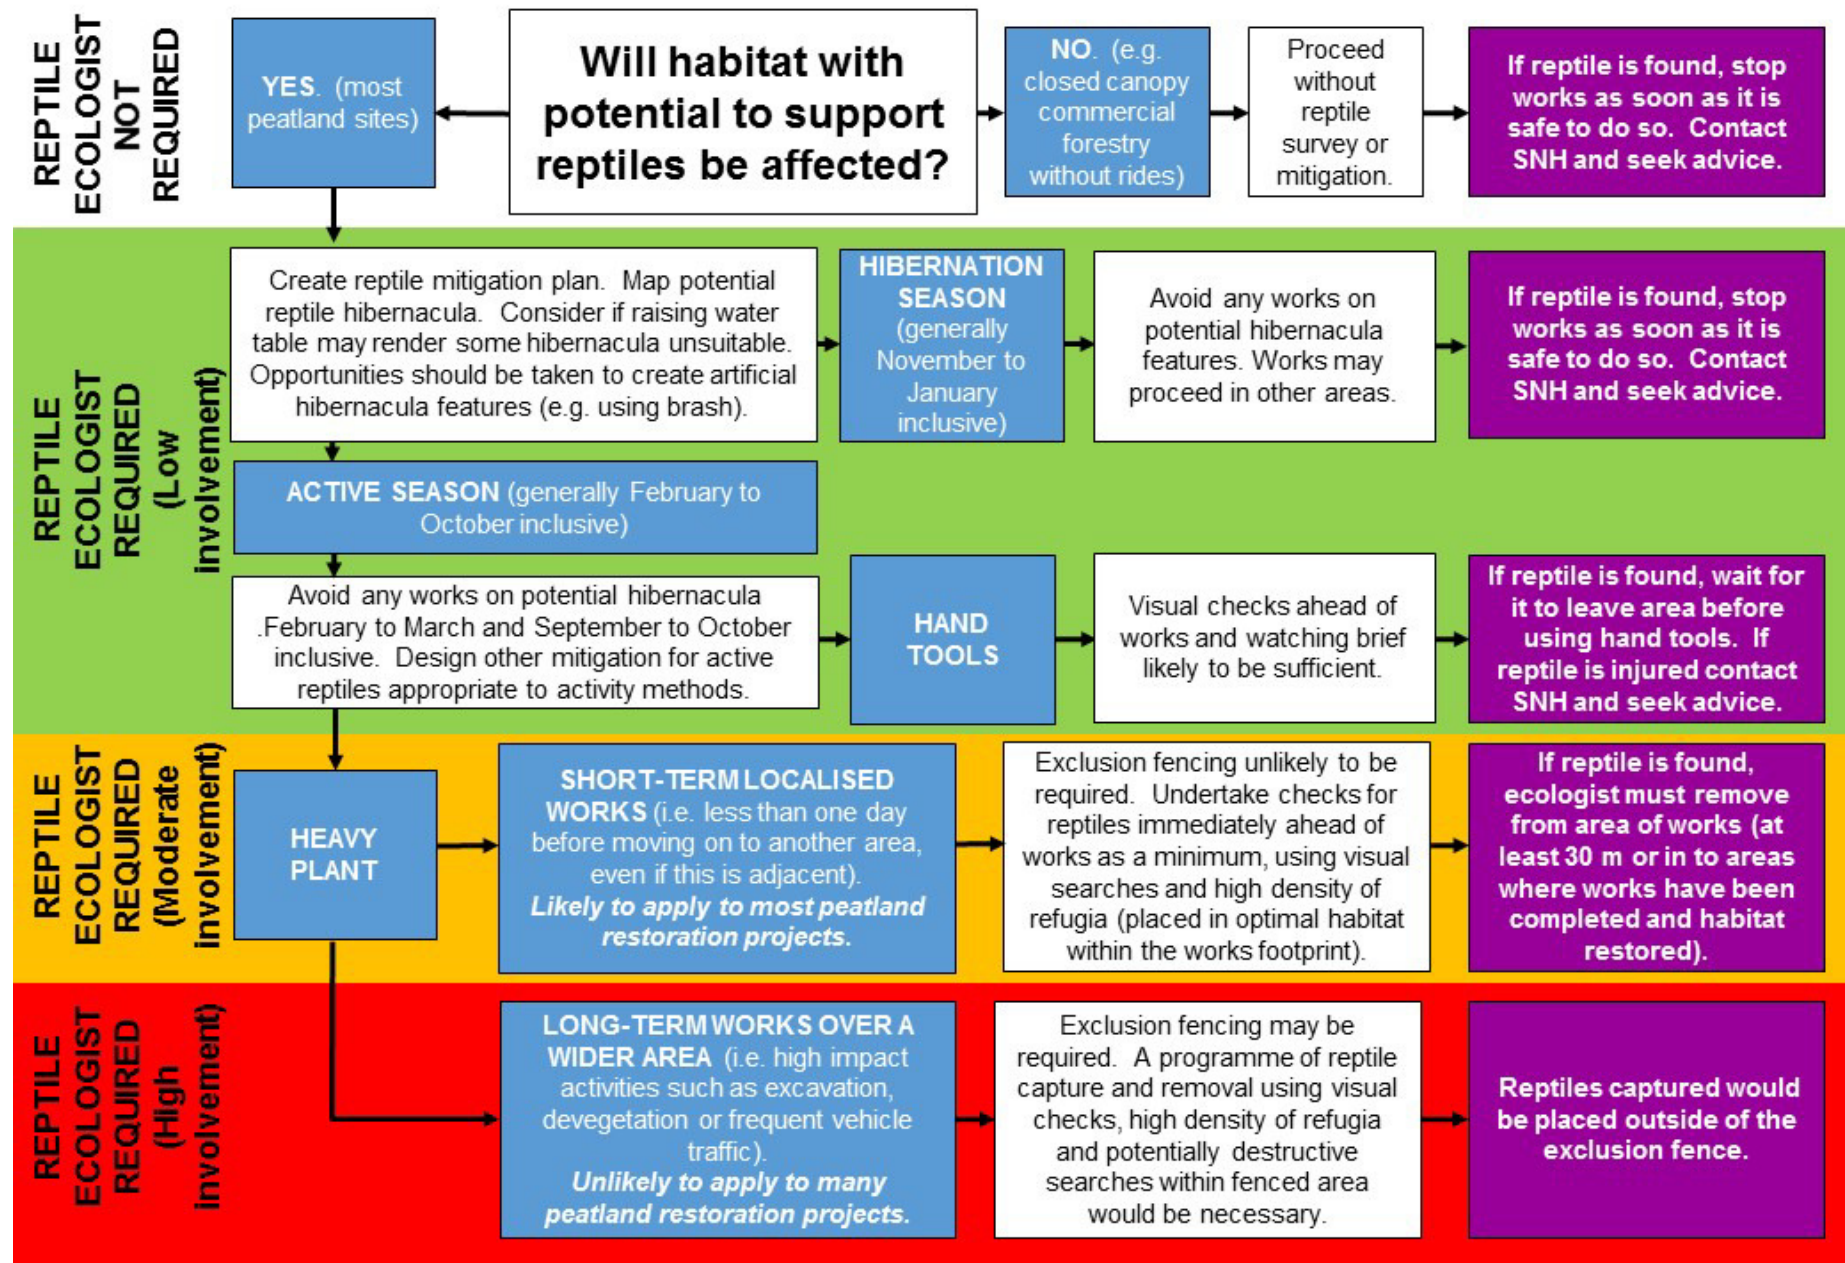 REPTILE
ECOLOGIST
NOT
REQUIRED
YES. (most
peatland sites)
Will habitat with
potential to support
reptiles be affected?
NO. (e.g.
closed canopy
commercial
forestry
without rides)
Proceed
without
reptile
survey or
mitigation.
If reptile is found, stop
works as soon as it is
safe to do so. Contact
SNH and seek advice.
REPTILE
ECOLOGIST
REQUIRED
(Low
involvement)
Create reptile mitigation plan. Map potential
reptile hibernacula. Consider if raising water
table may render some hibernacula unsuitable.
Opportunities should be taken to create artificial
hibernacula features (e.g. using brash).
HIBERNATION
SEASON
(generally
November to
January
inclusive)
Avoid any works on
potential hibernacula
features. Works may
proceed in other areas.
If reptile is found, stop
works as soon as it is
safe to do so. Contact
SNH and seek advice.
ACTIVE SEASON (generally February to
October inclusive)
Avoid any works on potential hibernacula
.February to March and September to October
inclusive. Design other mitigation for active
reptiles appropriate to activity methods.
HAND
TOOLS
Visual checks ahead of
works and watching brief
likely to be sufficient.
If reptile is found, wait for
it to leave area before
using hand tools. If
reptile is injured contact
SNH and seek advice.
REPTILE
ECOLOGIST
REQUIRED
(Moderate
involvement)
HEAVY
PLANT
SHORT-TERM LOCALISED
WORKS (i.e. less than one day
before moving on to another area,
even if this is adjacent).
Likely to apply to most peatland
restoration projects.
Exclusion fencing unlikely to be
required. Undertake checks for
reptiles immediately ahead of
works as a minimum, using visual
searches and high density of
refugia (placed in optimal habitat
within the works footprint).
If reptile is found,
ecologist must remove
from area of works (at
least 30 m or in to areas
where works have been
completed and habitat
restored).
REPTILE
ECOLOGIST
REQUIRED
(High
involvement)
LONG-TERM WORKS OVER A
WIDER AREA (i.e. high impact
activities such as excavation,
devegetation or frequent vehicle
traffic).
Unlikely to apply to many
peatland restoration projects.
Exclusion fencing may be
required. A programme of reptile
capture and removal using visual
checks, high density of refugia
and potentially destructive
searches within fenced area
would be necessary.
Reptiles captured would
be placed outside of the
exclusion fence.